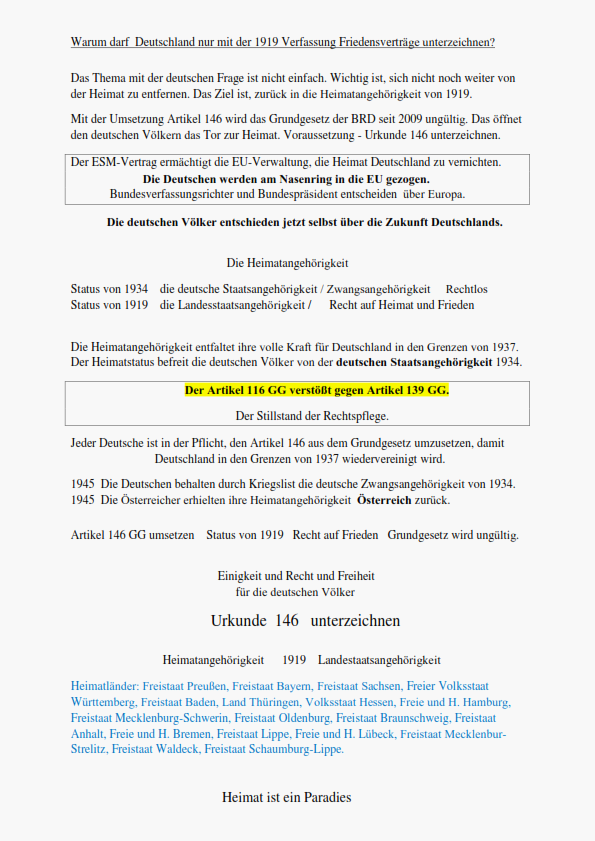 Warum darf Deutschland nur mit der 1919 Verfassung Friedensverträge unterzeichnen?
Das Thema mit der deutschen Frage ist nicht einfach. Wichtig ist, sich nicht noch weiter von
der Heimat zu entfernen. Das Ziel ist, zurück in die Heimatangehörigkeit von 1919.
Mit der Umsetzung Artikel 146 wird das Grundgesetz der BRD seit 2009 ungültig. Das öffnet
den deutschen Völkern das Tor zur Heimat. Voraussetzung - Urkunde 146 unterzeichnen.
Der ESM-Vertrag ermächtigt die EU-Verwaltung, die Heimat Deutschland zu vernichten.
Die Deutschen werden am Nasenring in die EU gezogen.
Bundesverfassungsrichter und Bundespräsident entscheiden über Europa.
Die deutschen Völker entschieden jetzt selbst über die Zukunft Deutschlands.
Die Heimatangehörigkeit
Status von 1934 die deutsche Staatsangehörigkeit / Zwangsangehörigkeit Rechtlos
Status von 1919 die Landesstaatsangehörigkeit / Recht auf Heimat und Frieden
Die Heimatangehörigkeit entfaltet ihre volle Kraft für Deutschland in den Grenzen von 1937.
Der Heimatstatus befreit die deutschen Völker von der deutschen Staatsangehörigkeit 1934.
Der Artikel 116 GG verstößt gegen Artikel 139 GG.
Der Stillstand der Rechtspflege.
Jeder Deutsche ist in der Pflicht, den Artikel 146 aus dem Grundgesetz umzusetzen, damit
Deutschland in den Grenzen von 1937 wiedervereinigt wird.
1945 Die Deutschen behalten durch Kriegslist die deutsche Zwangsangehörigkeit von 1934.
1945 Die Österreicher erhielten ihre Heimatangehörigkeit Österreich zurück.
Artikel 146 GG umsetzen Status von 1919 Recht auf Frieden Grundgesetz wird ungültig.
Einigkeit und Recht und Freiheit
für die deutschen Völker
Urkunde 146 unterzeichnen
Heimatangehörigkeit 1919 Landestaatsangehörigkeit
Heimatländer: Freistaat Preußen, Freistaat Bayern, Freistaat Sachsen, Freier Volksstaat
Württemberg, Freistaat Baden, Land Thüringen, Volksstaat Hessen, Freie und H. Hamburg,
Freistaat Mecklenburg-Schwerin, Freistaat Oldenburg, Freistaat Braunschweig, Freistaat
Anhalt, Freie und H. Bremen, Freistaat Lippe, Freie und H. Lübeck, Freistaat Mecklenbur-
Strelitz, Freistaat Waldeck, Freistaat Schaumburg-Lippe.
Heimat ist ein Paradies